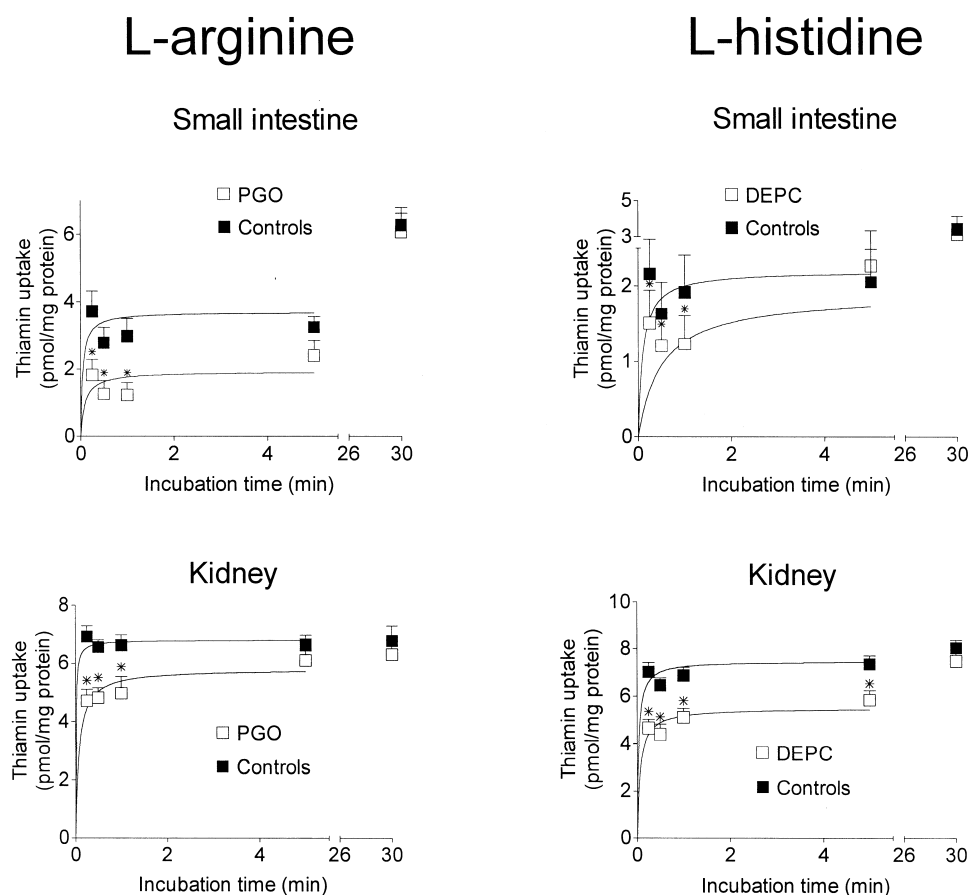 L-arginine
Small intestine
PGO
Controls
Thiamin uptake
(pmol/mg protein)
6
4
2
0
0 2 4 26 30
Incubation time (min)
*
*
*
L-histidine
Small intestine
DEPC
Controls
Thiamin uptake
(pmol/mg protein)
5
3
2
1
0
0 2 4 26 30
Incubation time (min)
*
*
*
Kidney
PGO
Controls
Thiamin uptake
(pmol/mg protein)
8
6
4
2
0
0 2 4 26 30
Incubation time (min)
*
*
*
Kidney
DEPC
Controls
Thiamin uptake
(pmol/mg protein)
10
8
6
4
2
0
0 2 4 26 30
Incubation time (min)
*
*
*
*